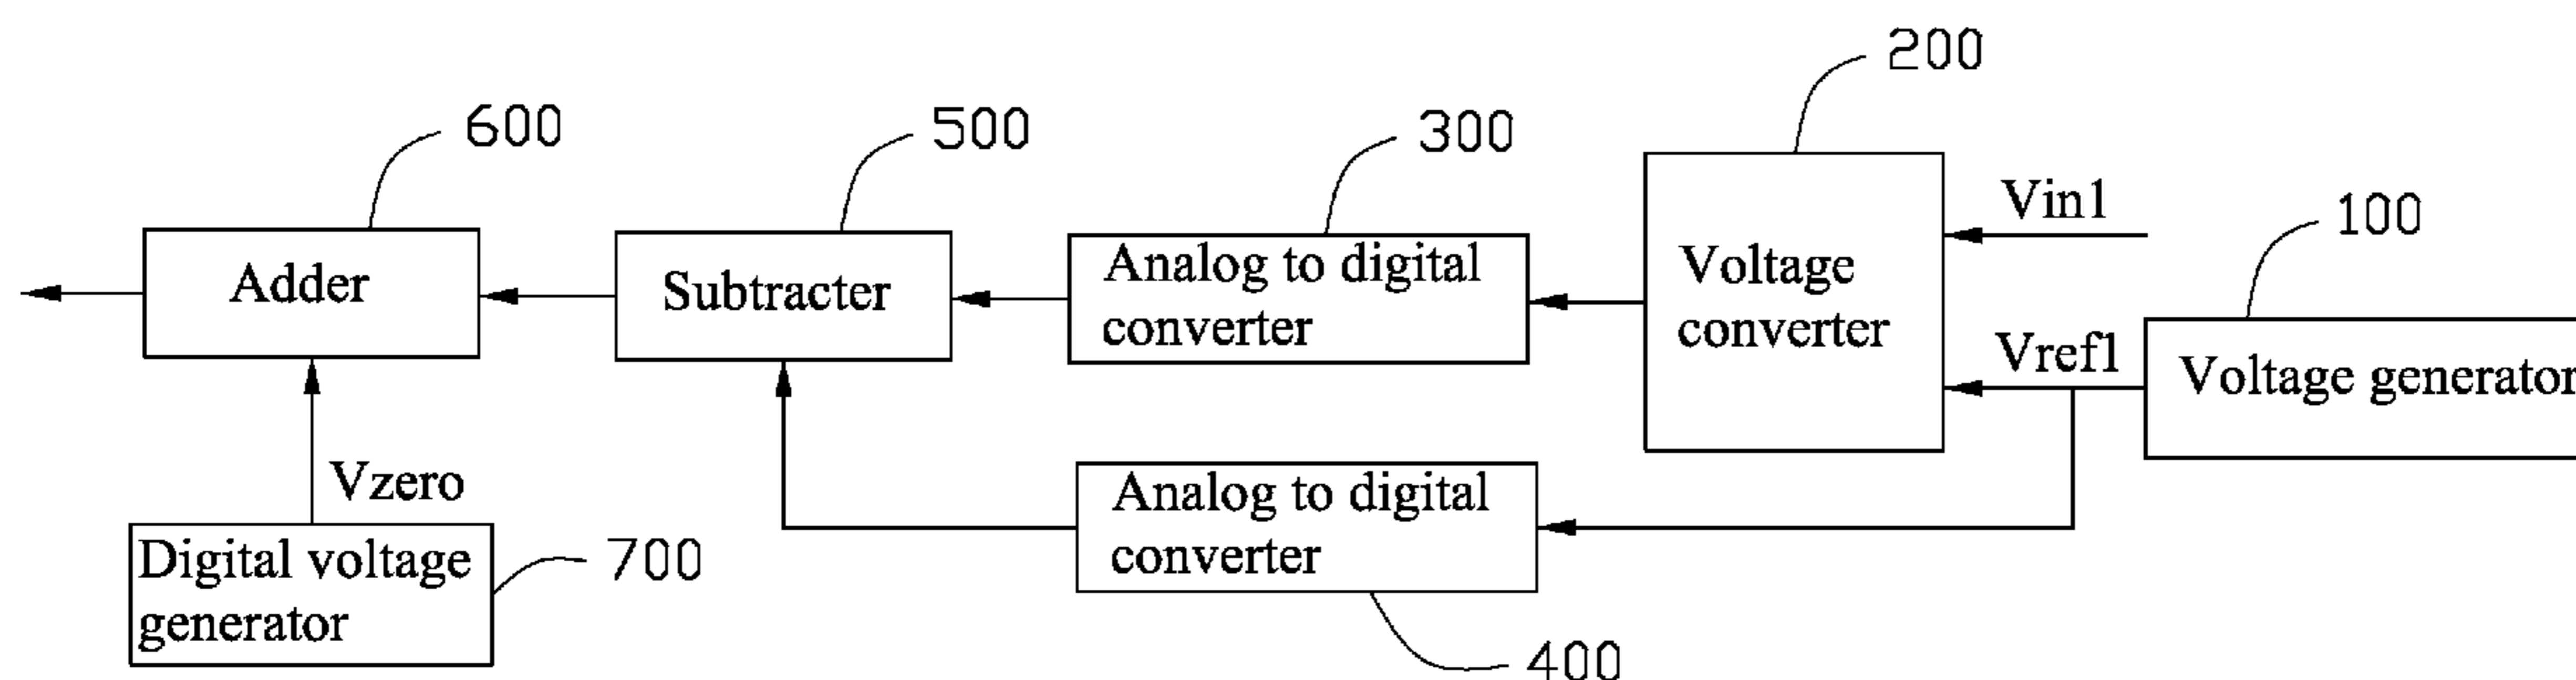 200
600
500
300
Vin1
100
Adder
Subtracter
Analog to digital
converter
Voltage
converter
Vref1
Voltage generator
Vzero
Analog to digital
converter
Digital voltage
generator
700
400